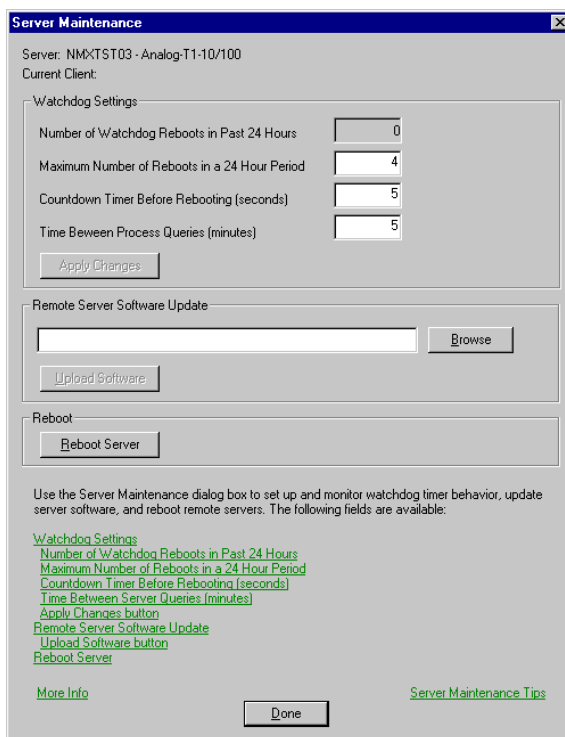 Server Maintenance
Server: NMXTST03 - Analog-T1-10/100
Current Client:
Watchdog Settings
Number of Watchdog Reboots in Past 24 Hours 0
Maximum Number of Reboots in a 24 Hour Period 4
Countdown Timer Before Rebooting (seconds) 5
Time Beween Process Queries (minutes) 5
Apply Changes
Remote Server Software Update
Browse
Upload Software
Reboot
Reboot Server
Use the Server Maintenance dialog box to set up and monitor watchdog timer behavior, update
server software, and reboot remote servers. The following fields are available:
Watchdog Settings
Number of Watchdog Reboots in Past 24 Hours
Maximum Number of Reboots in a 24 Hour Period
Countdown Timer Before Rebooting (seconds)
Time Between Server Queries (minutes)
Apply Changes button
Remote Server Software Update
Upload Software button
Reboot Server
More Info Server Maintenance Tips
Done